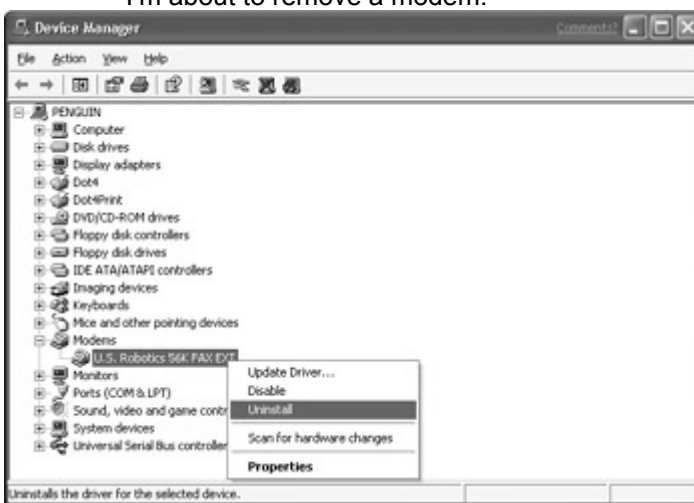 I'm about to remove a modem.
Device Manager
Comments?
File Action View Help
PENGUIN
Computer
Disk drives
Display adapters
Dot4
Dot4Print
DVD/CD-ROM drives
Floppy disk controllers
Floppy disk drives
IDE ATA/ATAPI controllers
Imaging devices
Keyboards
Mice and other pointing devices
Modems
U.S. Robotics 56K FAX EXT
Monitors
Ports (COM & LPT)
Sound, video and game contr
System devices
Universal Serial Bus controller
Update Driver...
Disable
Uninstall
Scan for hardware changes
Properties
Uninstalls the driver for the selected device.